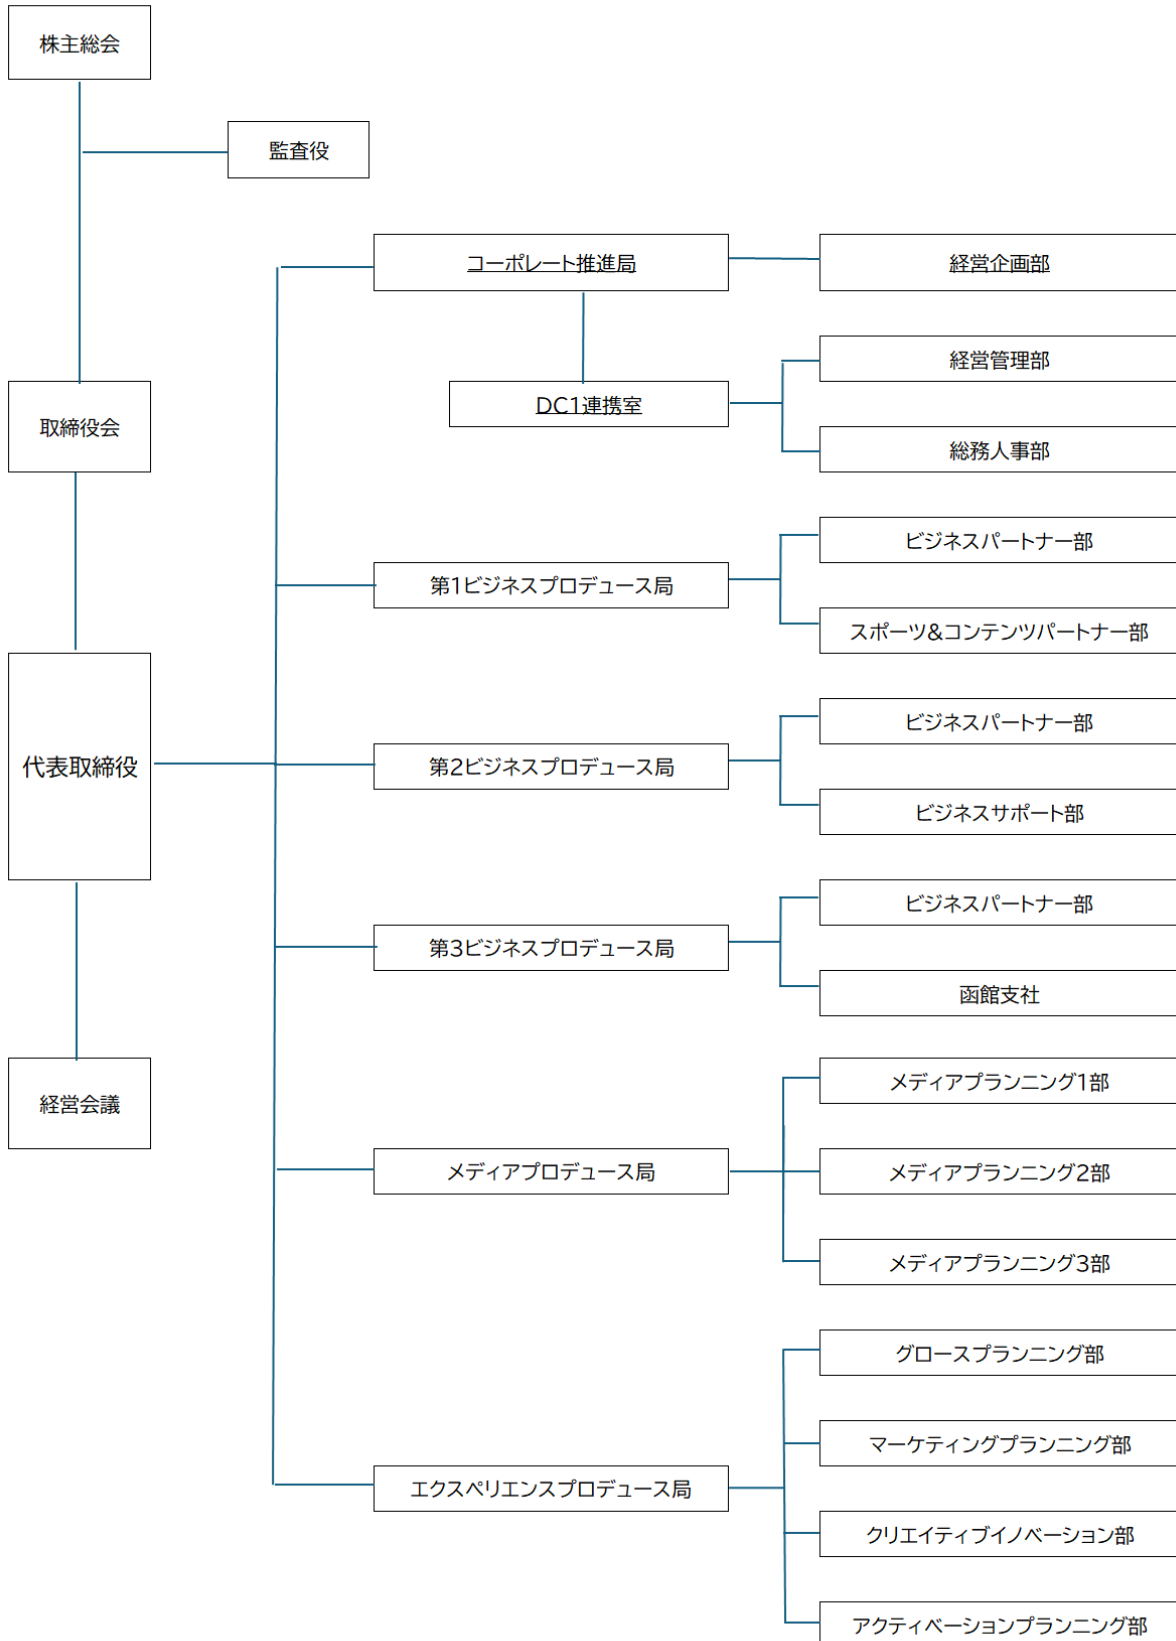 株主総会
監査役
コーポレート推進局
経営企画部
経営管理部
取締役会
DC1連携室
総務人事部
ビジネスパートナー部
第1ビジネスプロデュース局
スポーツ&コンテンツパートナー部
ビジネスパートナー部
代表取締役
第2ビジネスプロデュース局
ビジネスサポート部
ビジネスパートナー部
第3ビジネスプロデュース局
函館支社
メディアプランニング1部
経営会議
メディアプロデュース局
メディアプランニング2部
メディアプランニング3部
グロースプランニング部
マーケティングプランニング部
エクスペリエンスプロデュース局
クリエイティブイノベーション部
アクティベーションプランニング部